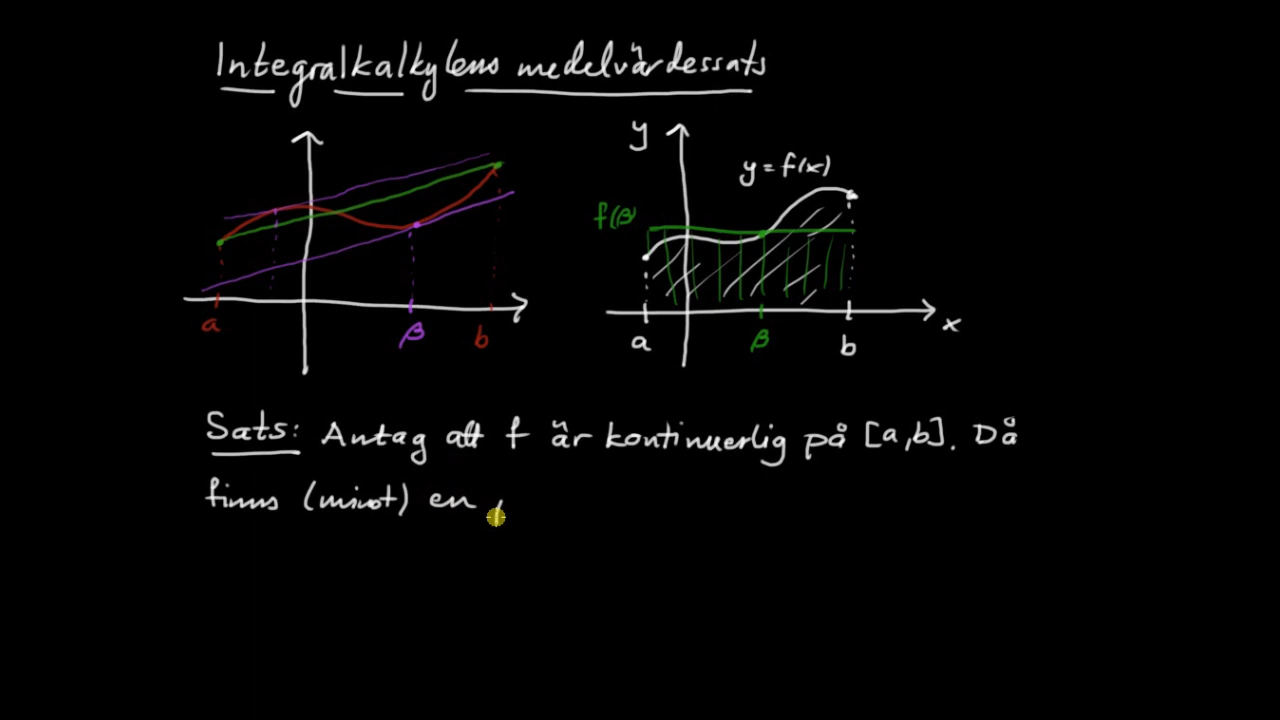 Integralkalkylens medelvärdessats
y
y = f(x)
f(β)
a
β
b
a
β
b
x
Sats: Antag att f är kontinuerlig på [a,b]. Då
finns (minst) en